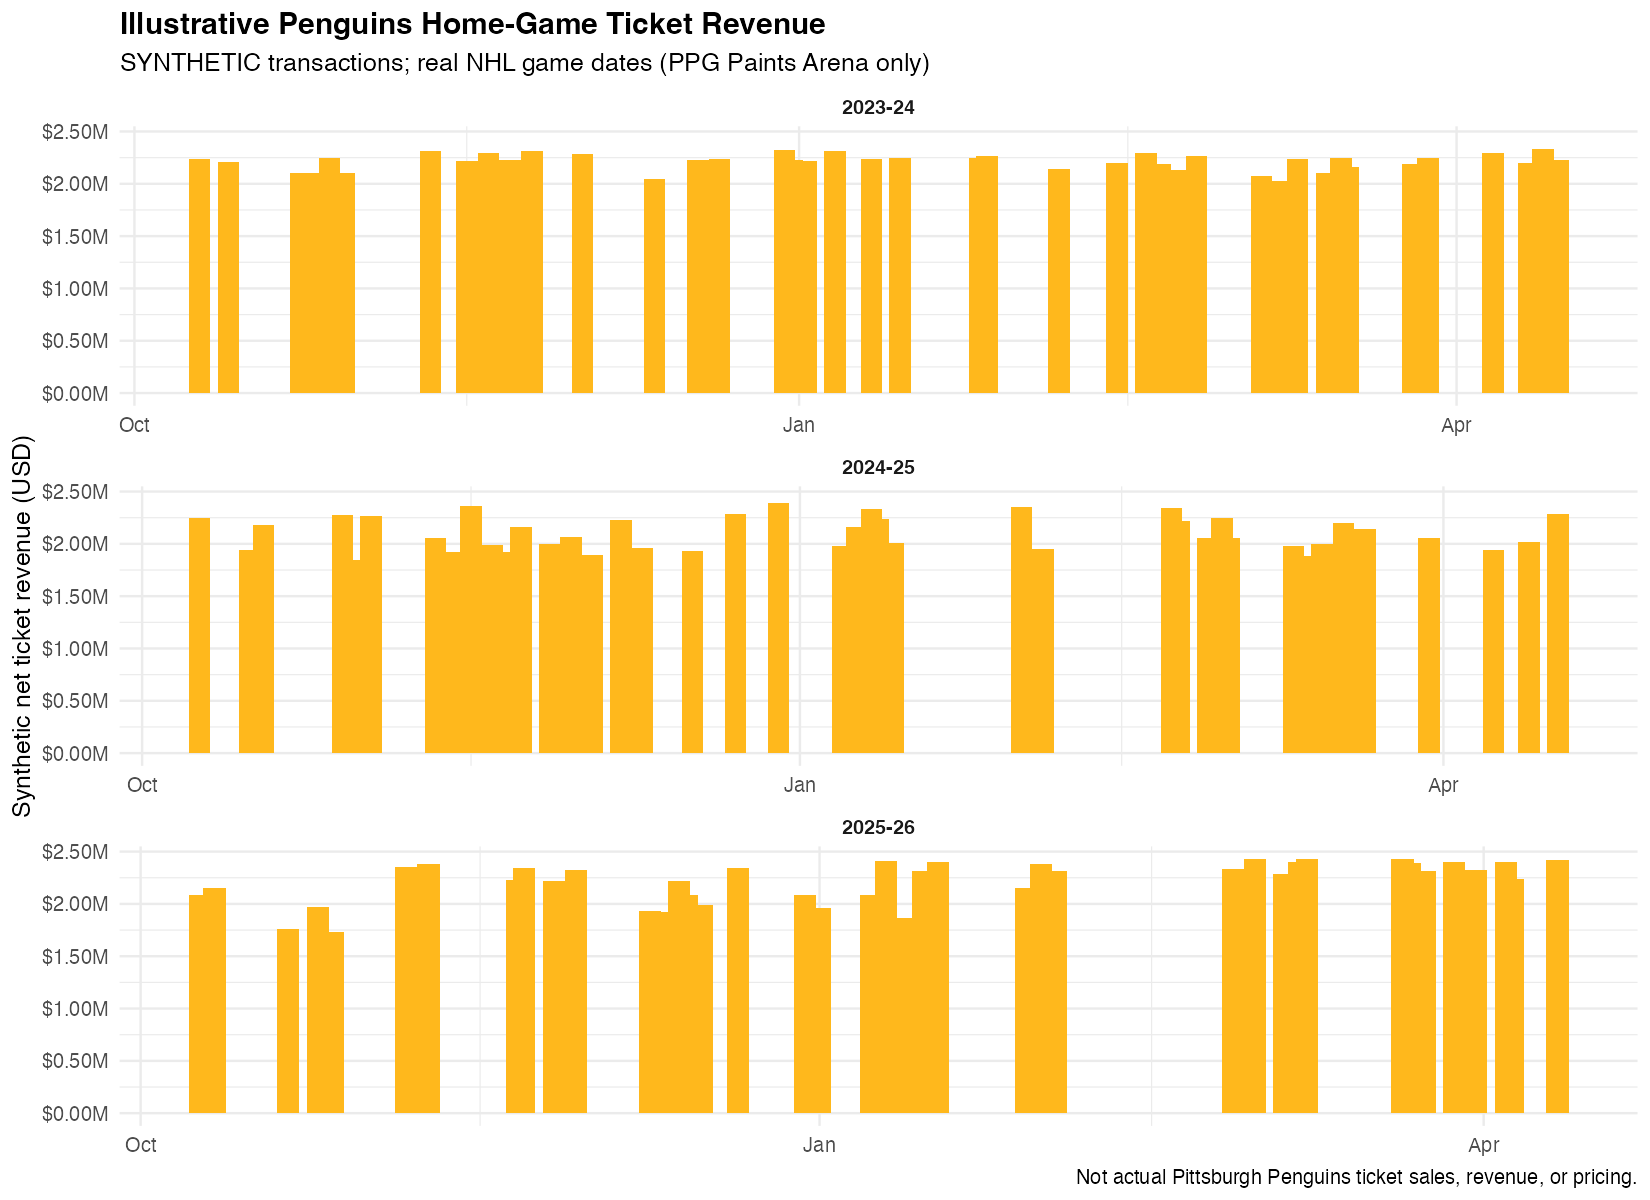 Illustrative Penguins Home-Game Ticket Revenue
SYNTHETIC transactions; real NHL game dates (PPG Paints Arena only)
Synthetic net ticket revenue (USD)
2023-24
$2.50M
$2.00M
$1.50M
$1.00M
$0.50M
$0.00M
Oct Jan Apr
2024-25
$2.50M
$2.00M
$1.50M
$1.00M
$0.50M
$0.00M
Oct Jan Apr
2025-26
$2.50M
$2.00M
$1.50M
$1.00M
$0.50M
$0.00M
Oct Jan Apr
Not actual Pittsburgh Penguins ticket sales, revenue, or pricing.